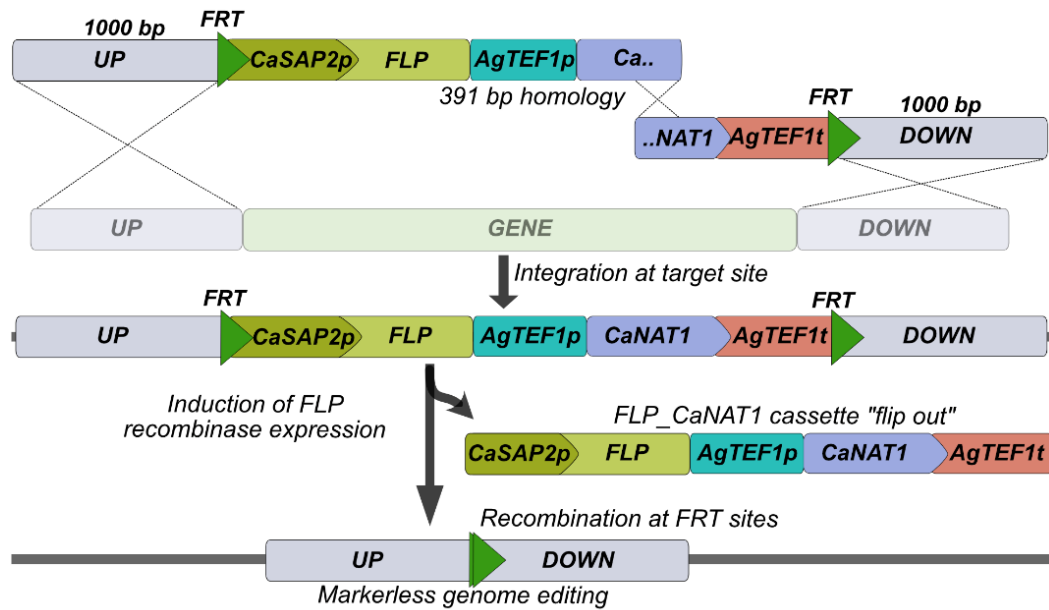 1000 bp
FRT
UP
CaSAP2p
FLP
AgTEF1p
Ca..
391 bp homology
FRT
1000 bp
..NAT1
AgTEF1t
DOWN
UP
GENE
DOWN
Integration at target site
FRT
FRT
UP
CaSAP2p
FLP
AgTEF1p
CaNAT1
AgTEF1t
DOWN
Induction of FLP
recombinase expression
FLP_CaNAT1 cassette "flip out"
CaSAP2p
FLP
AgTEF1p
CaNAT1
AgTEF1t
Recombination at FRT sites
UP
DOWN
Markerless genome editing